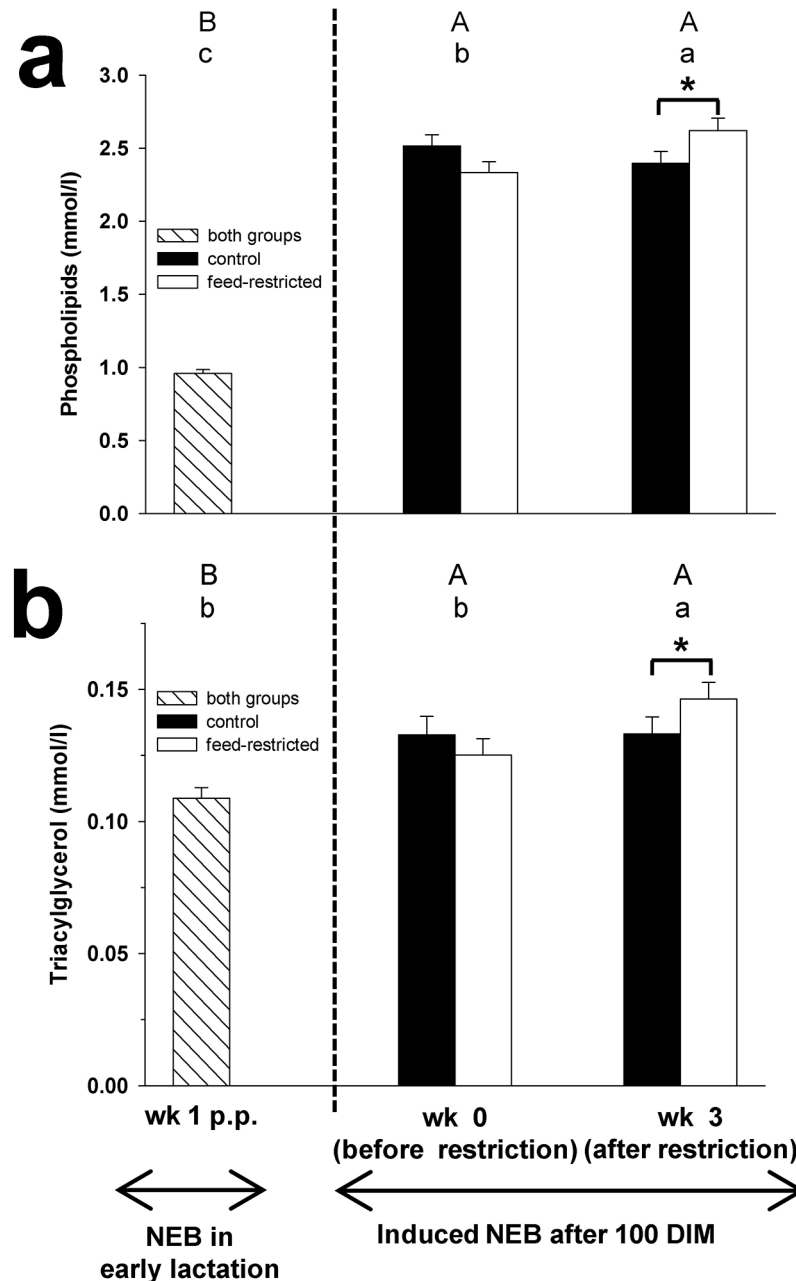 a
B A A
c b a
*
3.0
2.5
2.0
1.5
1.0
0.5
0.0
Phospholipids (mmol/l)
both groups
control
feed-restricted
b
B A A
b b a
*
0.15
0.10
0.05
0.00
Triacylglycerol (mmol/l)
both groups
control
feed-restricted
wk 1 p.p. wk 0 wk 3
(before restriction) (after restriction)
NEB in
early lactation
Induced NEB after 100 DIM